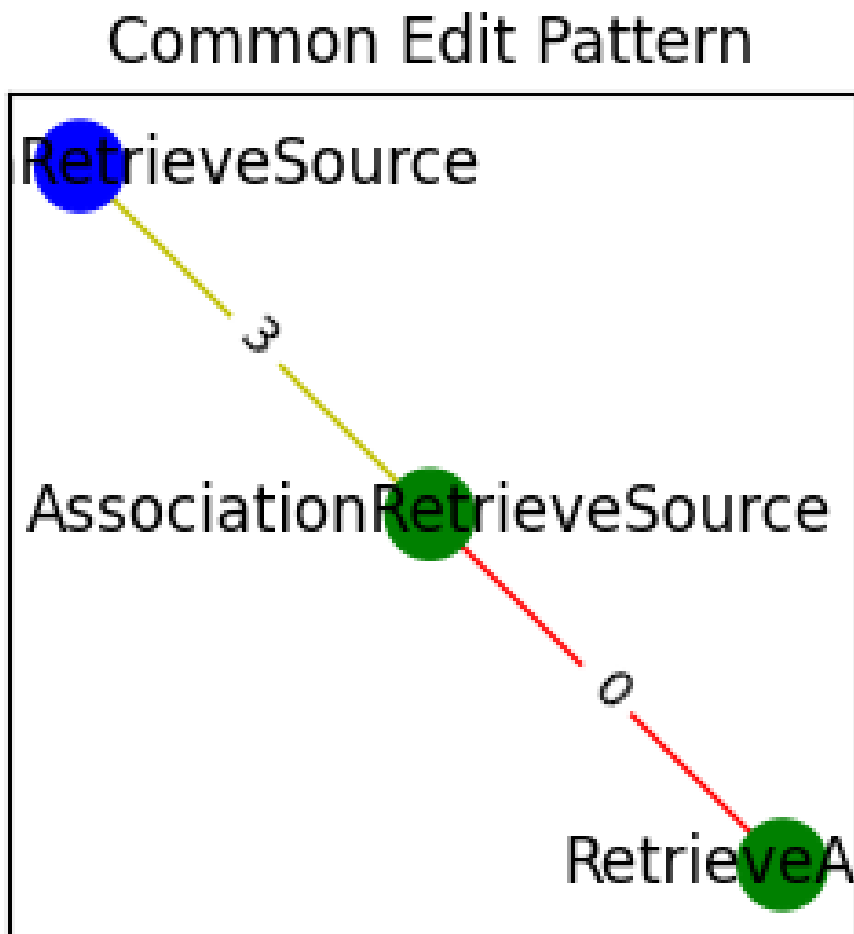 Common Edit Pattern
RetrieveSource
3
AssociationRetrieveSource
0
RetrieveA